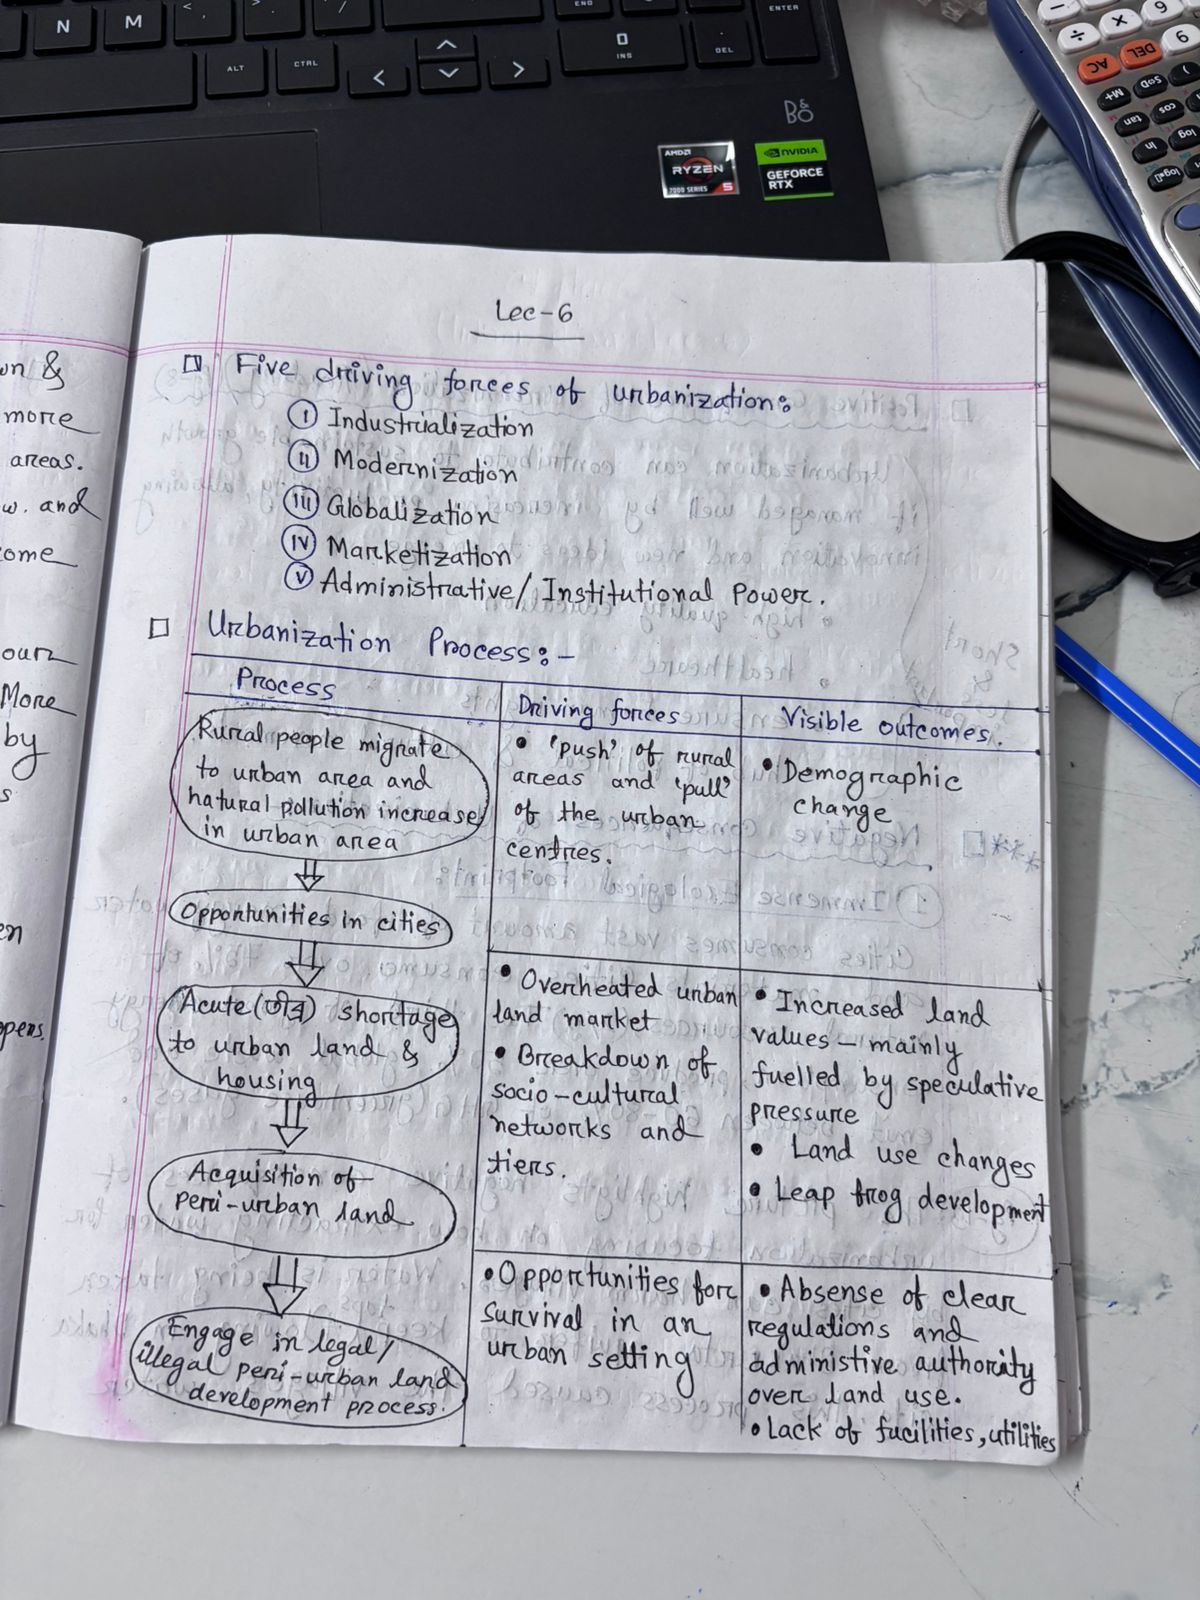 N
M
ALT
CTRL
END
ENTER
0
INS
DEL
B&O
AMD
RYZEN
7000 SERIES 5
NVIDIA
GEFORCE
RTX
AC
DEL
M+
SσD
cos
tan
ln
log
more
areas.
w. and
ome
our
More
by
s
en
Lec-6
Five driving forces of urbanization:
I Industrialization
II Modernization
III Globalization
IV Marketization
V Administrative/Institutional Power.
Urbanization Process:-
Process
Driving forces
Visible outcomes.
Rural people migrate
to urban area and
natural pollution increase
in urban area
• 'push' of rural
areas and 'pull'
of the urban
centres.
• Demographic
change
Opportunities in cities
Acute (তীব্র) shortage
to urban land &
housing
Acquisition of
peri-urban land
• Overheated urban
land market
• Breakdown of
socio-cultural
networks and
tiers.
• Increased land
values - mainly
fuelled by speculative
pressure
• Land use changes
• Leap frog development
Engage in legal/
illegal peri-urban land
development process.
• Opportunities for
survival in an
urban setting
• Absense of clear
regulations and
administive authority
over land use.
• Lack of fucilities, utilities